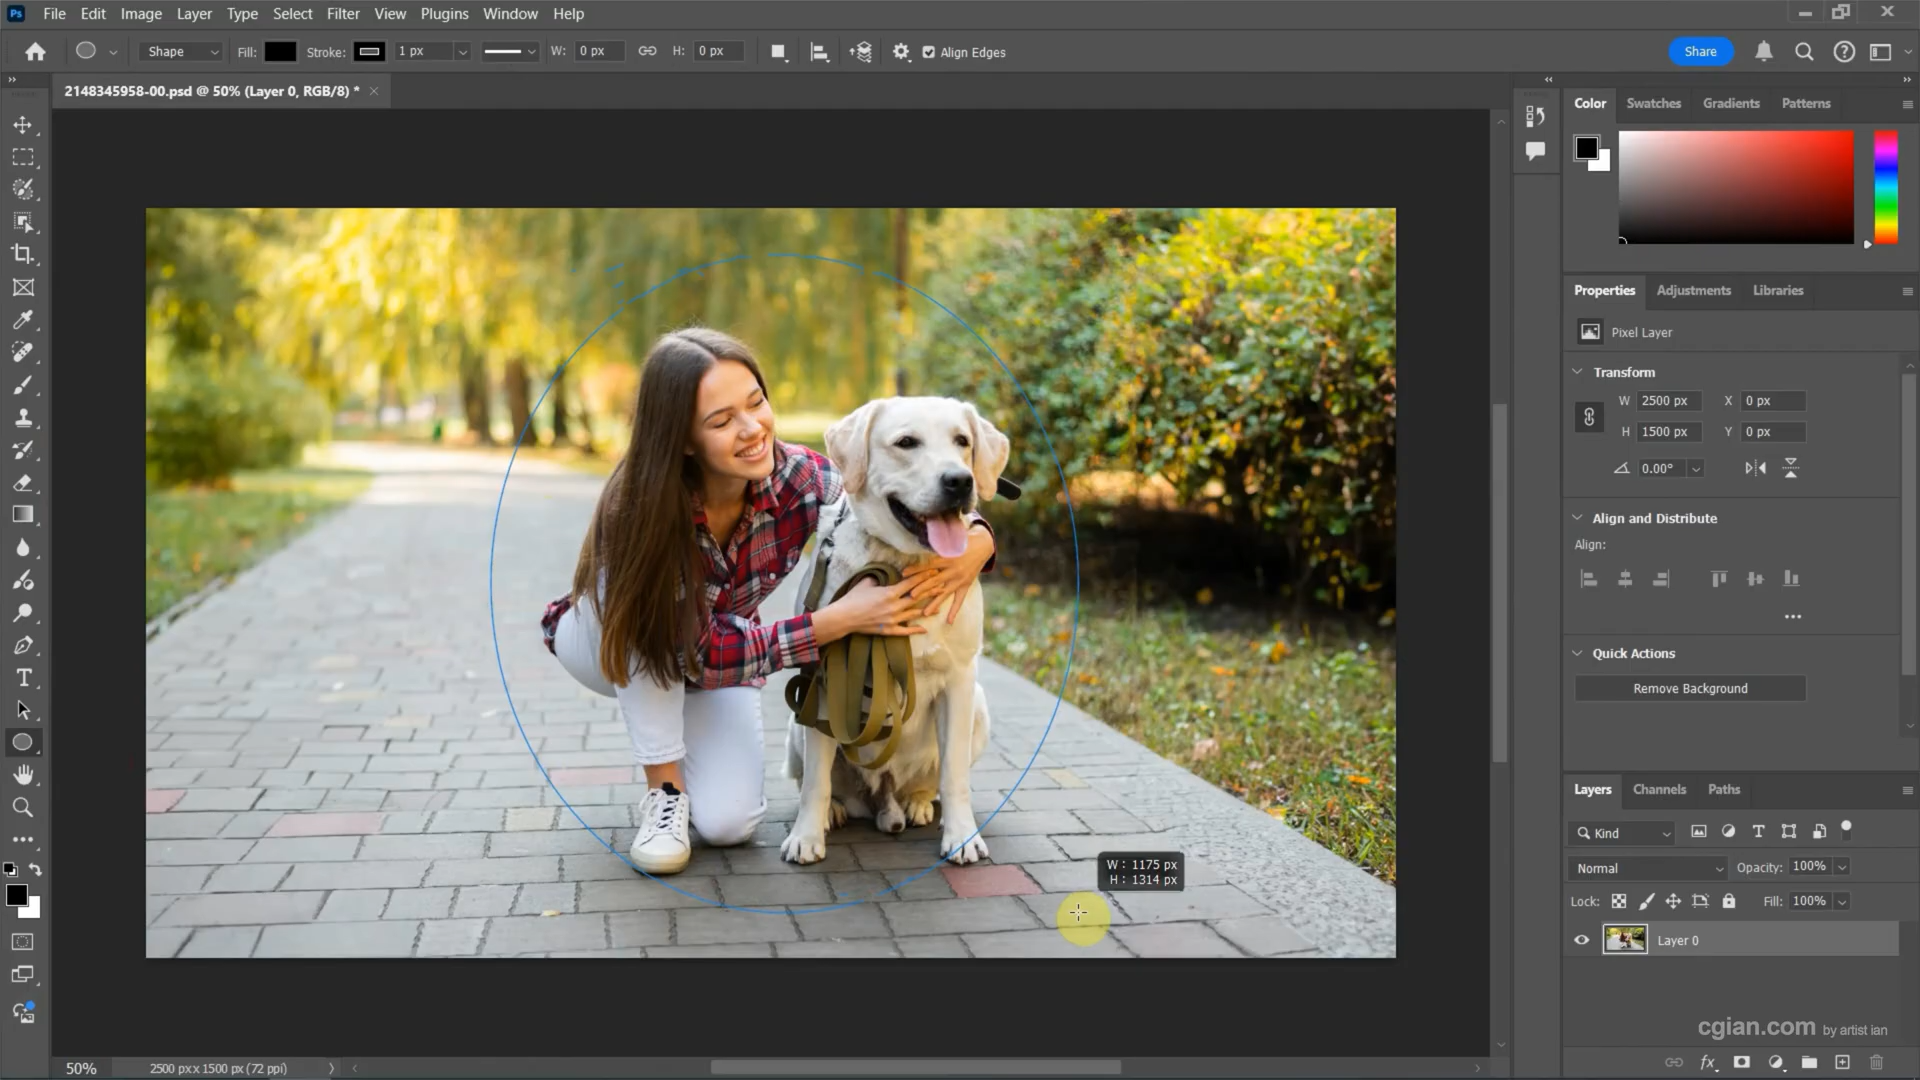 Ps File Edit Image Layer Type Select Filter View Plugins Window Help
Shape Fill: Stroke: 1 px W: 0 px H: 0 px Align Edges Share
2148345958-00.psd @ 50% (Layer 0, RGB/8) *
Color Swatches Gradients Patterns
Properties Adjustments Libraries
Pixel Layer
Transform
W 2500 px X 0 px
H 1500 px Y 0 px
0.00°
Align and Distribute
Align:
Quick Actions
Remove Background
Layers Channels Paths
Kind
Normal Opacity: 100%
Lock: Fill: 100%
Layer 0
W: 1175 px
H: 1314 px
cgian.com by artist ian
50% 2500 px x 1500 px (72 ppi)